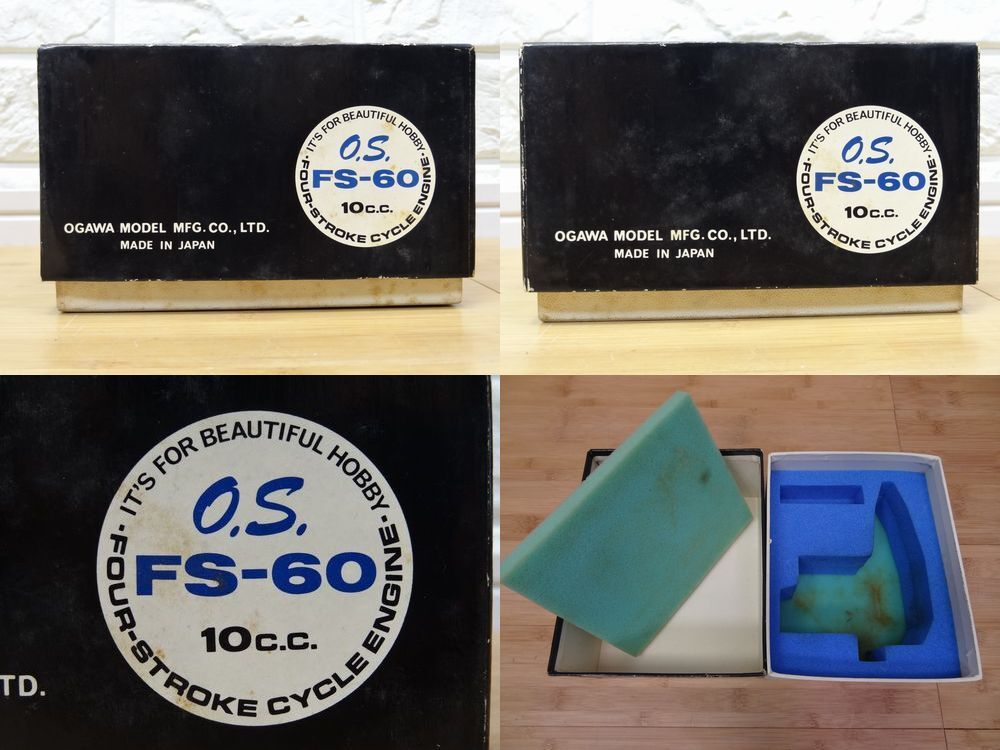 ·IT'S FOR BEAUTIFUL HOBBY·
O.S.
FS-60
10c.c.
FOUR-STROKE CYCLE ENGINE
OGAWA MODEL MFG.CO.,LTD.
MADE IN JAPAN
·IT'S FOR BEAUTIFUL HOBBY·
O.S.
FS-60
10c.c.
FOUR-STROKE CYCLE ENGINE
OGAWA MODEL MFG.CO.,LTD.
MADE IN JAPAN
·IT'S FOR BEAUTIFUL HOBBY·
O.S.
FS-60
10c.c.
FOUR-STROKE CYCLE ENGINE
TD.